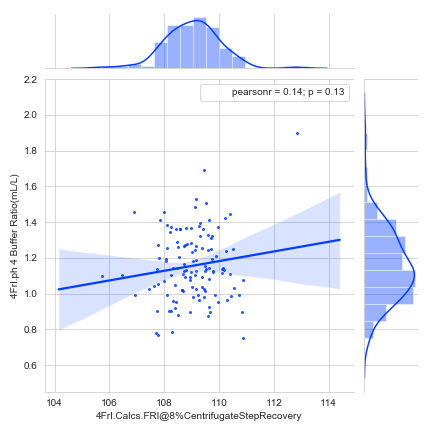 pearsonr = 0.14; p = 0.13
2.2
2.0
1.8
1.6
1.4
1.2
1.0
0.8
0.6
4FrI.ph 4 Buffer Ratio(mL/L)
104 106 108 110 112 114
4FrI.Calcs.FRI@8%CentrifugateStepRecovery